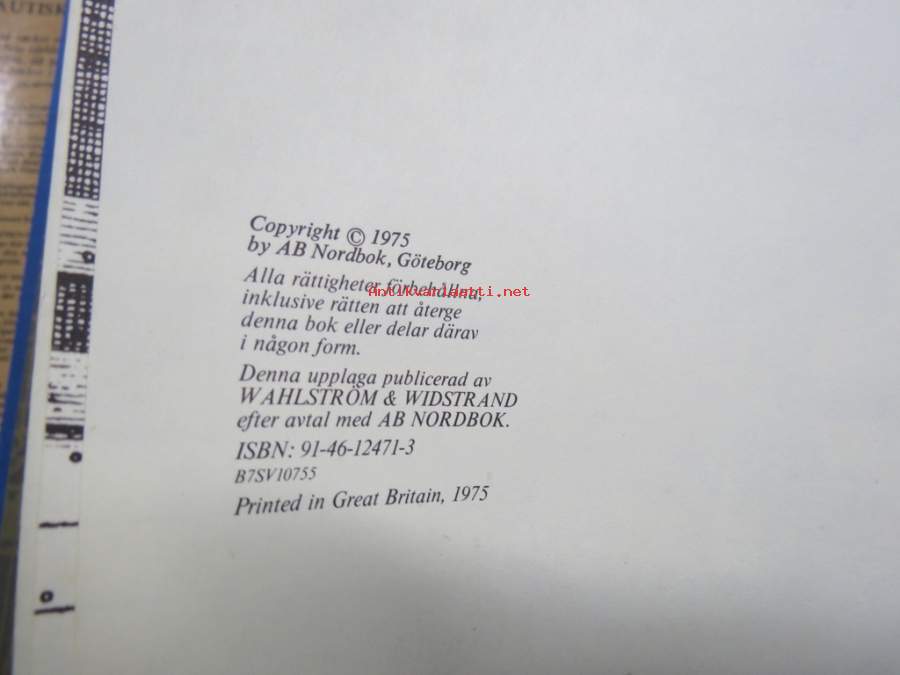 AUTISK
Copyright © 1975
by AB Nordbok, Göteborg
Alla rättigheter förbehållna,
inklusive rätten att återge
denna bok eller delar därav
i någon form.
Denna upplaga publicerad av
WAHLSTRÖM & WIDSTRAND
efter avtal med AB NORDBOK.
ISBN: 91-46-12471-3
B7SV10755
Printed in Great Britain, 1975